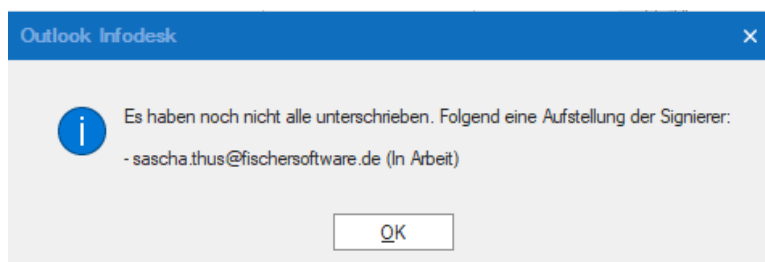 Outlook Infodesk
Es haben noch nicht alle unterschrieben. Folgend eine Aufstellung der Signierer:
- sascha.thus@fischersoftware.de (In Arbeit)
OK